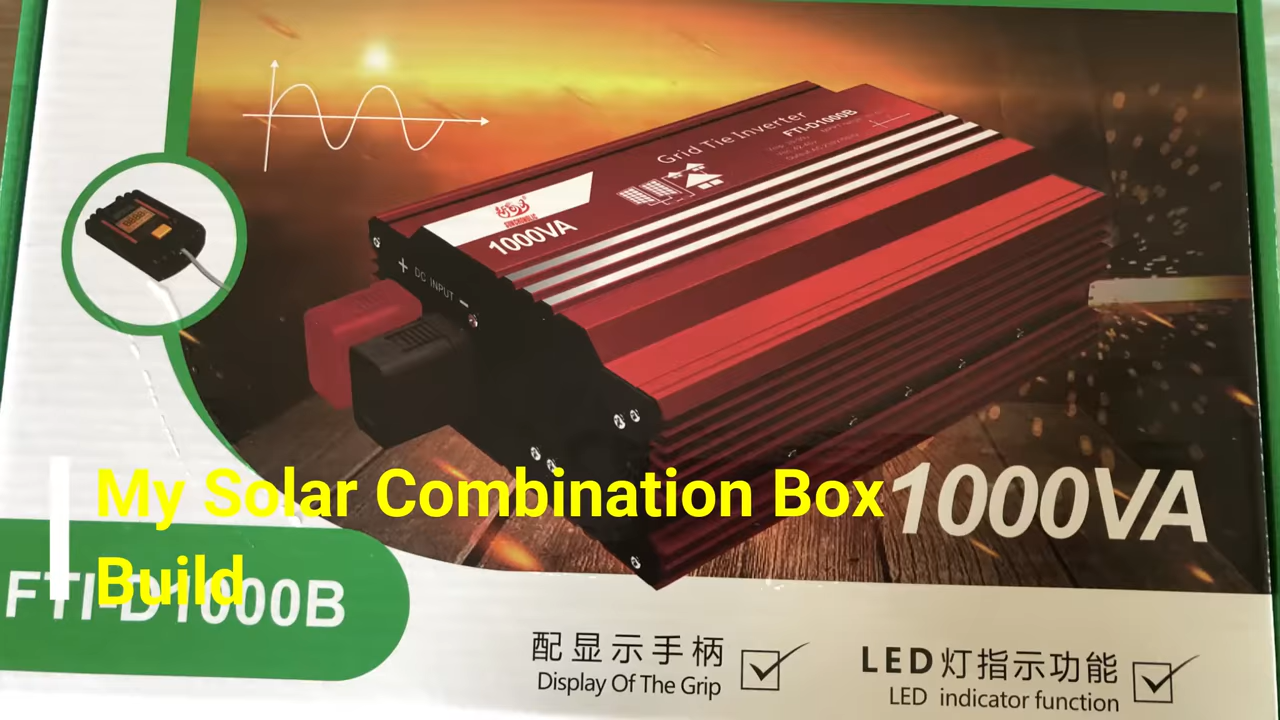 Grid Tie Inverter
FTI-D1000B
1000VA
+ DC INPUT −
1000VA
My Solar Combination Box
Build
FTI-D1000B
配显示手柄
Display Of The Grip
LED灯指示功能
LED indicator function